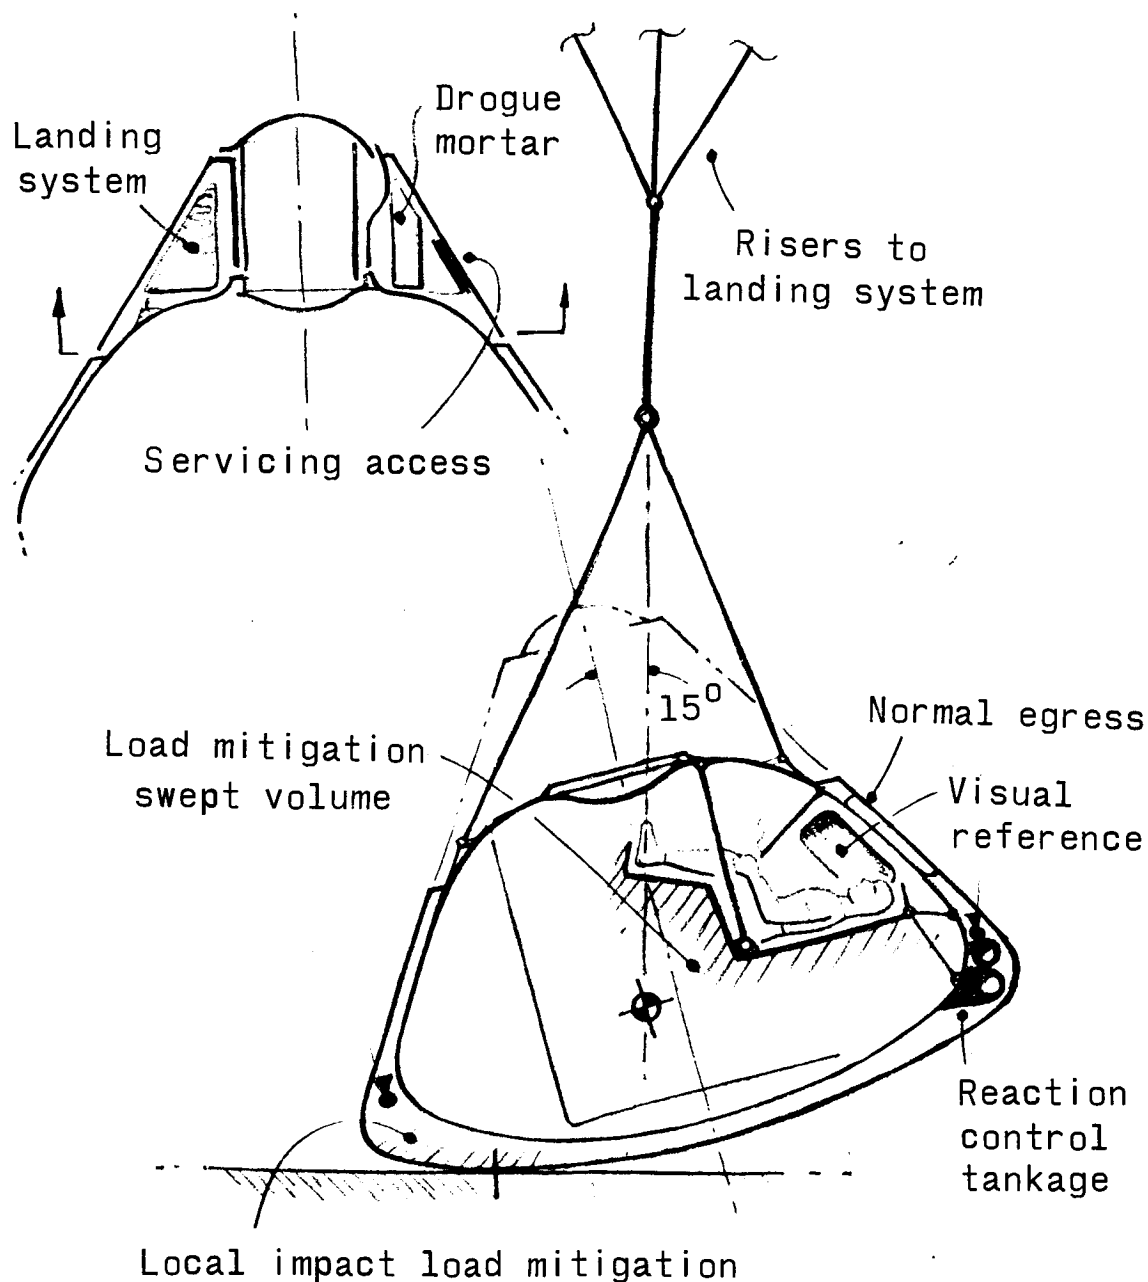 Drogue
mortar
Landing
system
Risers to
landing system
Servicing access
15°
Normal egress
Load mitigation
swept volume
Visual
reference
Reaction
control
tankage
Local impact load mitigation